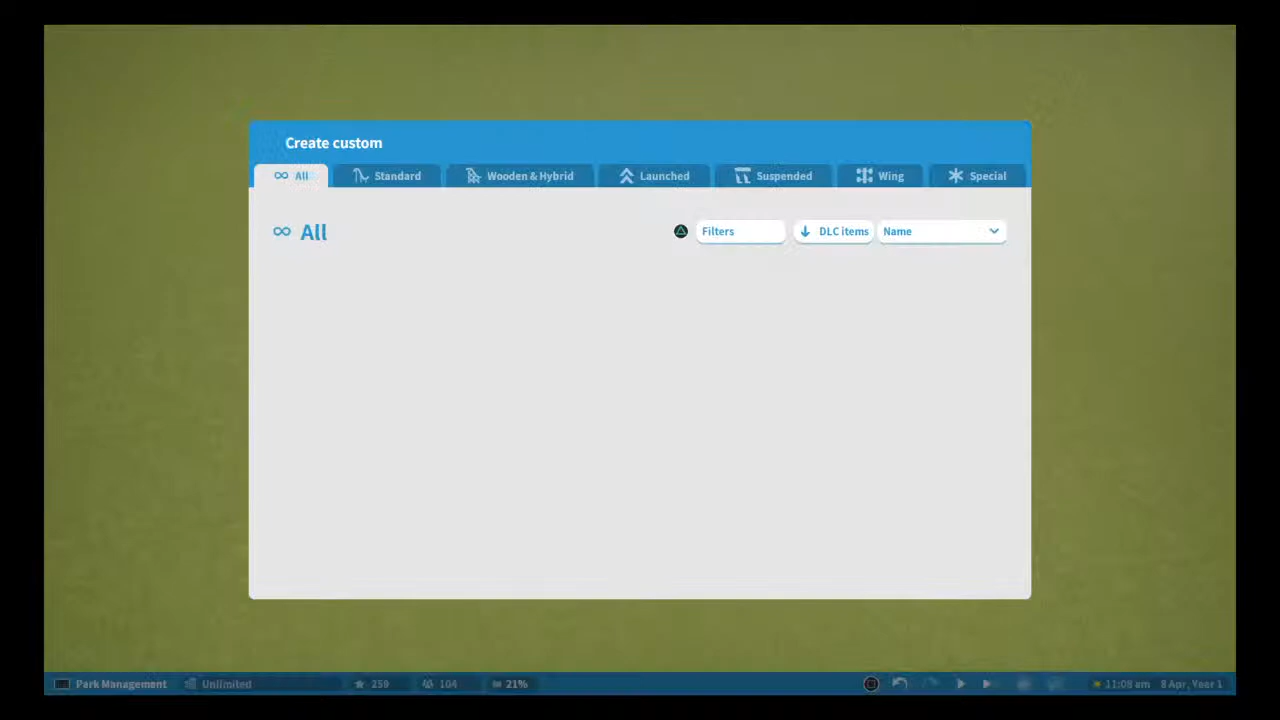 Create custom
All Standard Wooden & Hybrid Launched Suspended Wing Special
All Filters DLC items Name
Park Management Unlimited 259 104 21% 11:08 am 8 Apr, Year 1